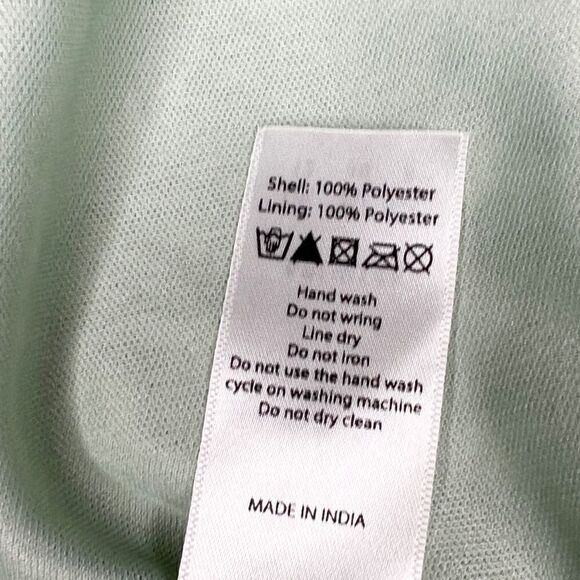 Shell: 100% Polyester
Lining: 100% Polyester
Hand wash
Do not wring
Line dry
Do not iron
Do not use the hand wash
cycle on washing machine
Do not dry clean
MADE IN INDIA